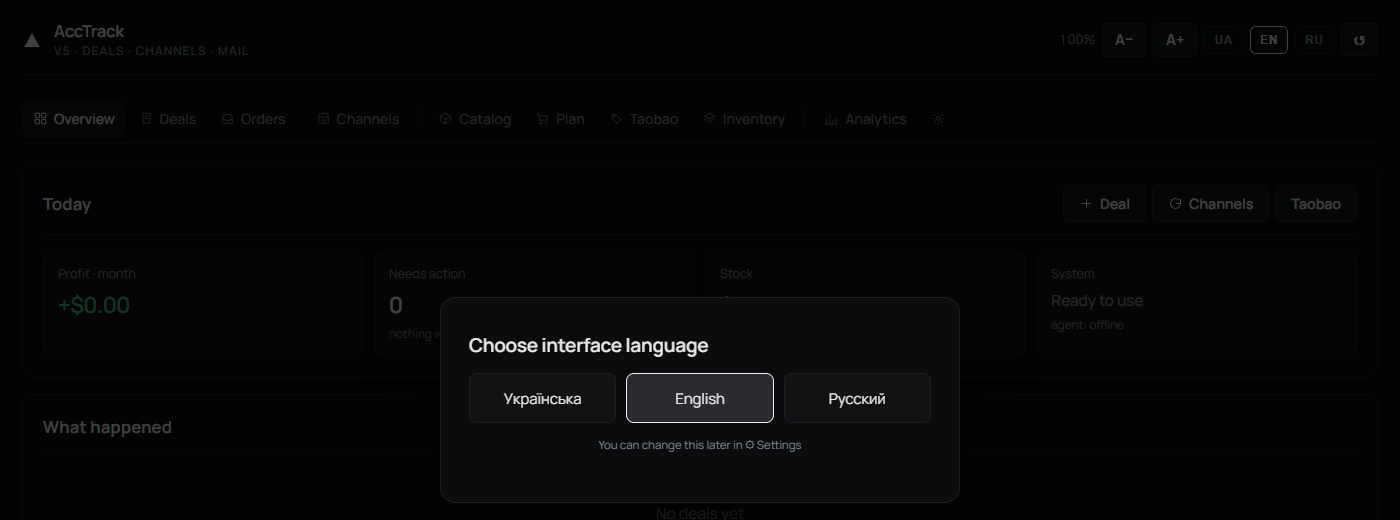 AccTrack
V5 · DEALS · CHANNELS · MAIL
100% A− A+ UA EN RU ↺
Overview Deals Orders Channels Catalog Plan Taobao Inventory Analytics
Today
+ Deal Channels Taobao
Profit · month Needs action Stock System
+$0.00 0 Ready to use
nothing agent: offline
Choose interface language
Українська English Русский
You can change this later in ⚙ Settings
What happened
No deals yet